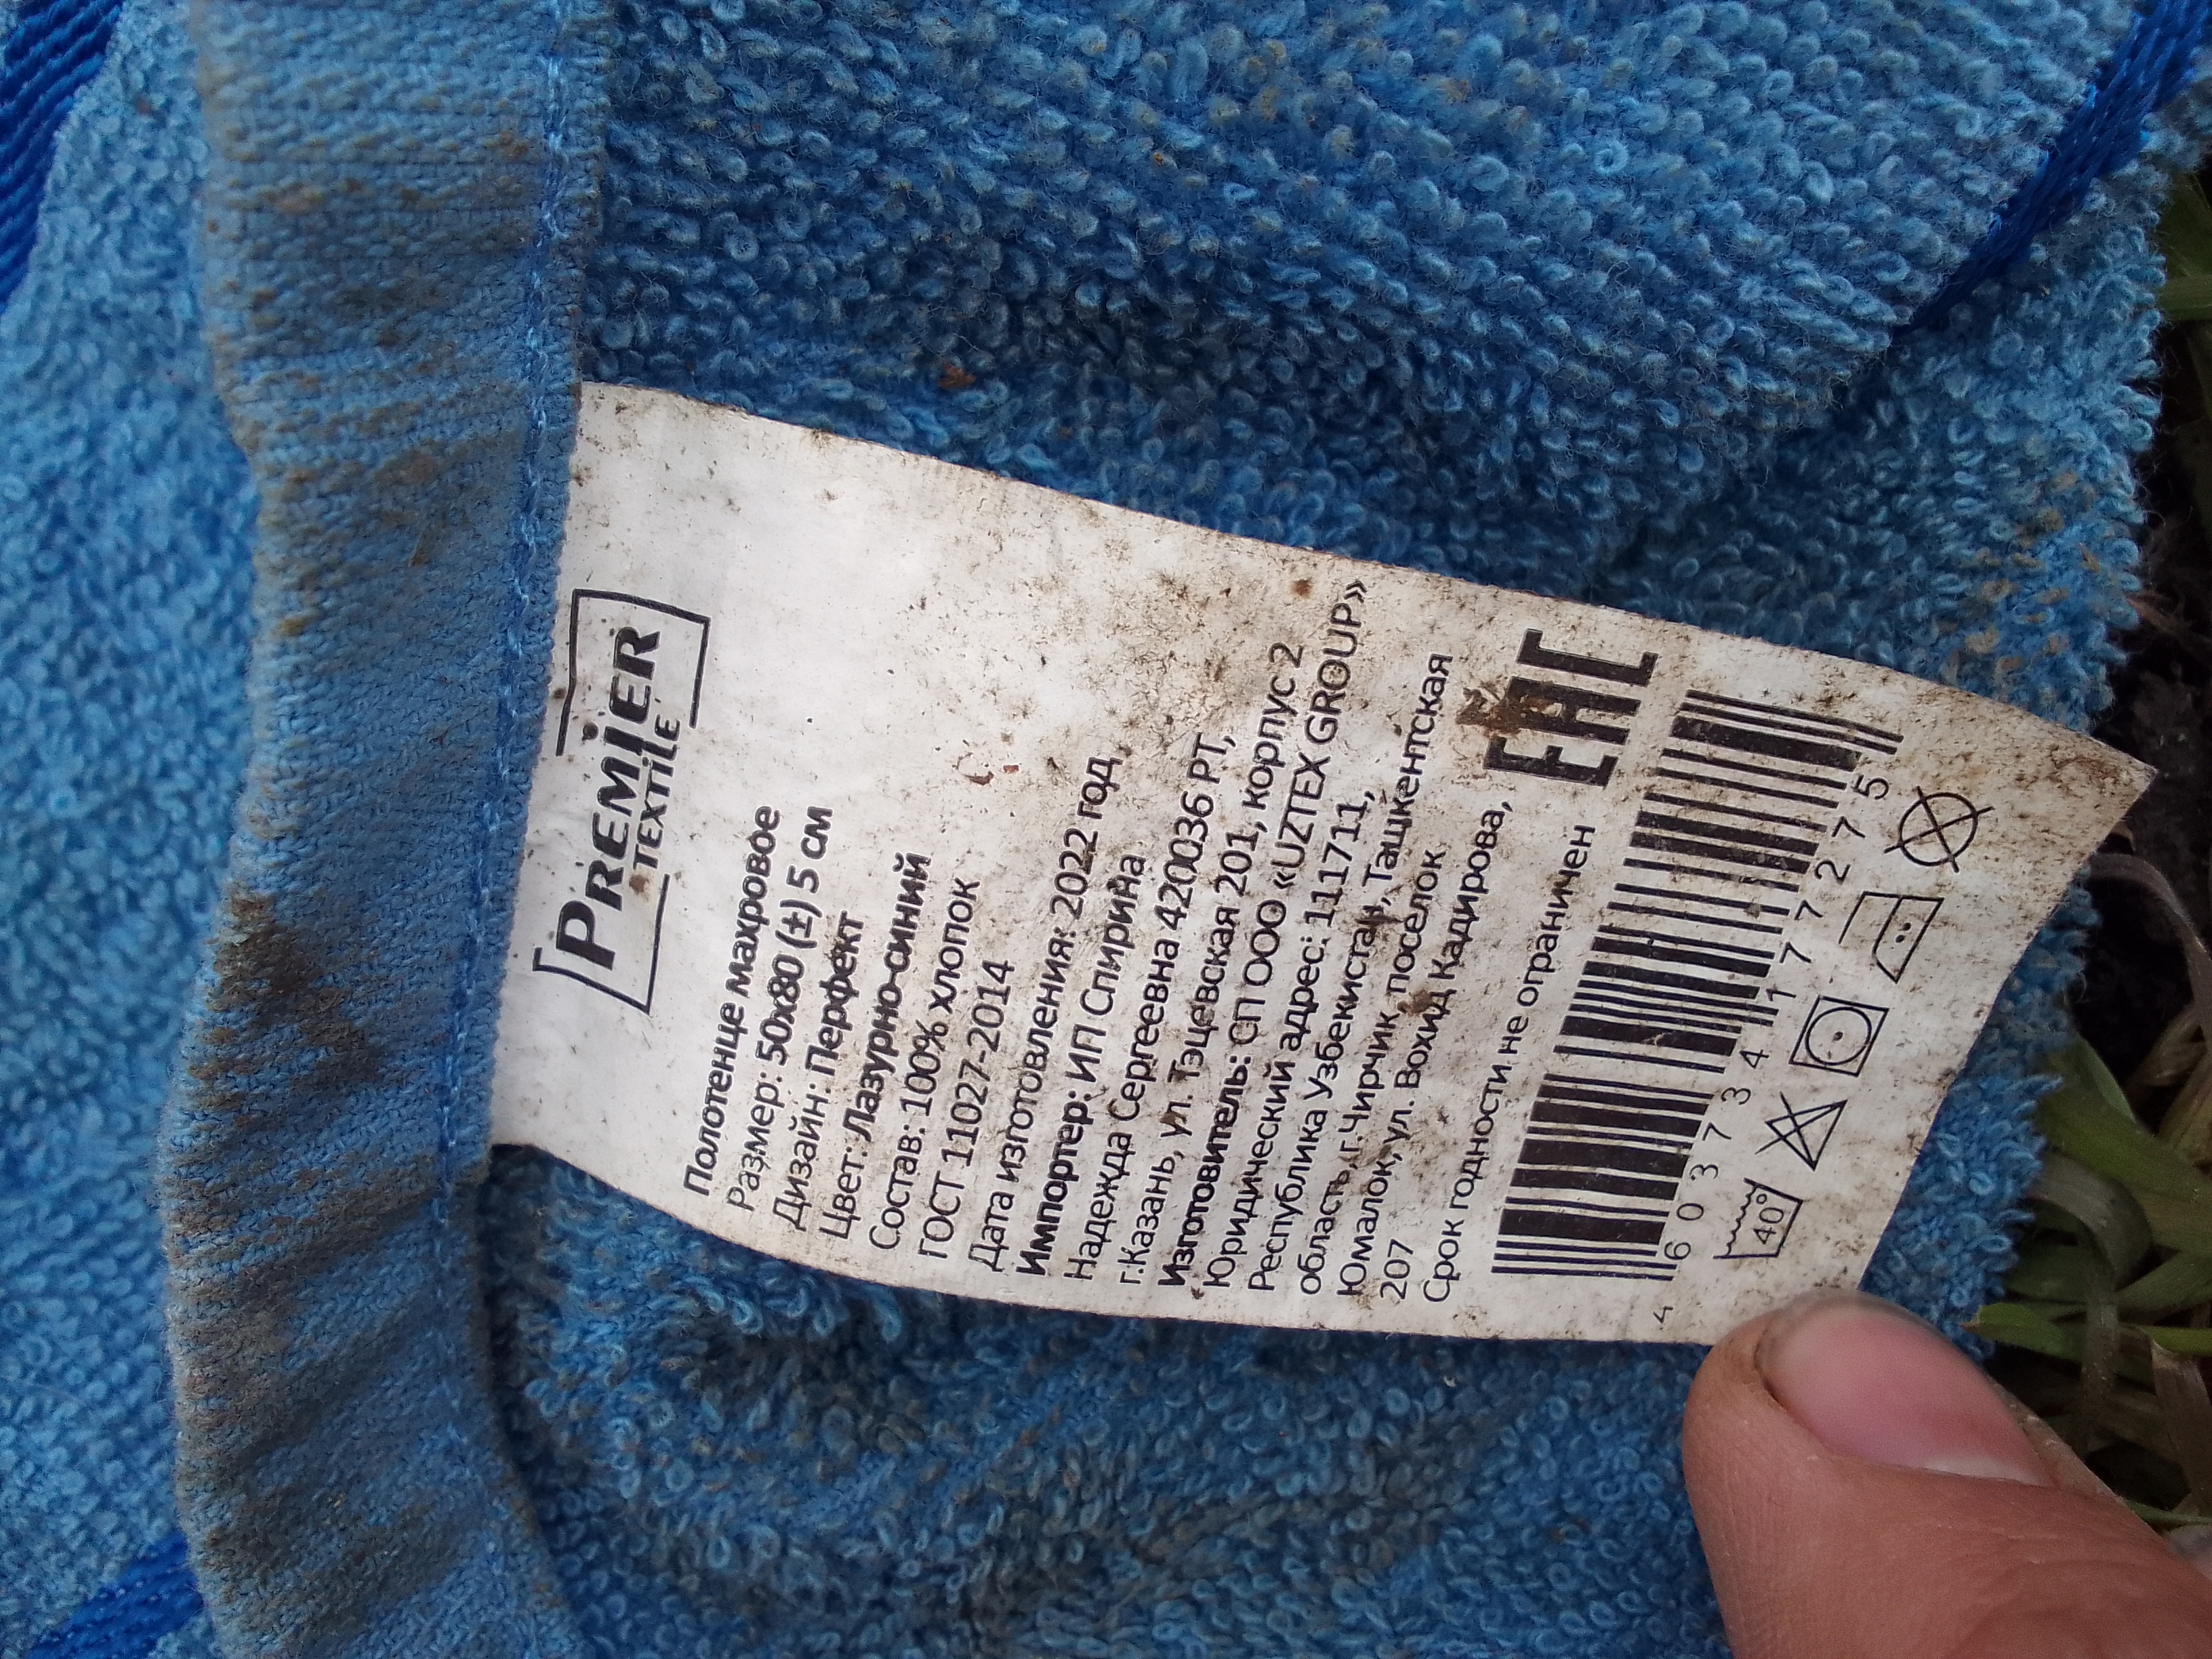 PREMiER
TEXTiLE
Полотенце махровое
Размер: 50х80 (±) 5 см
Дизайн: Перфект
Цвет: Лазурно-синий
Состав: 100% хлопок
ГОСТ 11027-2014
Дата изготовления: 2022 год
Импортер: ИП Спирина
Надежда Сергеевна 420036 РТ,
г.Казань, ул. Тэцевская 201, корпус 2
Изготовитель: СП ООО «UZTEX GROUP»
Юридический адрес: 111711,
Республика Узбекистан, Ташкентская
область, г.Чирчик, поселок
Юмалок, ул. Вохид Кадирова,
207
Срок годности не ограничен
EAC
4 603734 177275
40°